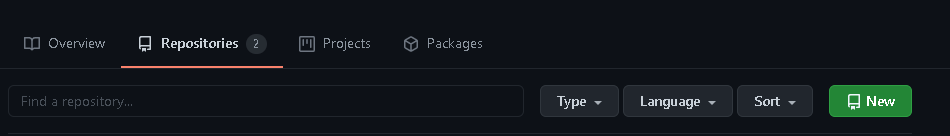 Overview Repositories 2 Projects Packages
Find a repository... Type Language Sort New